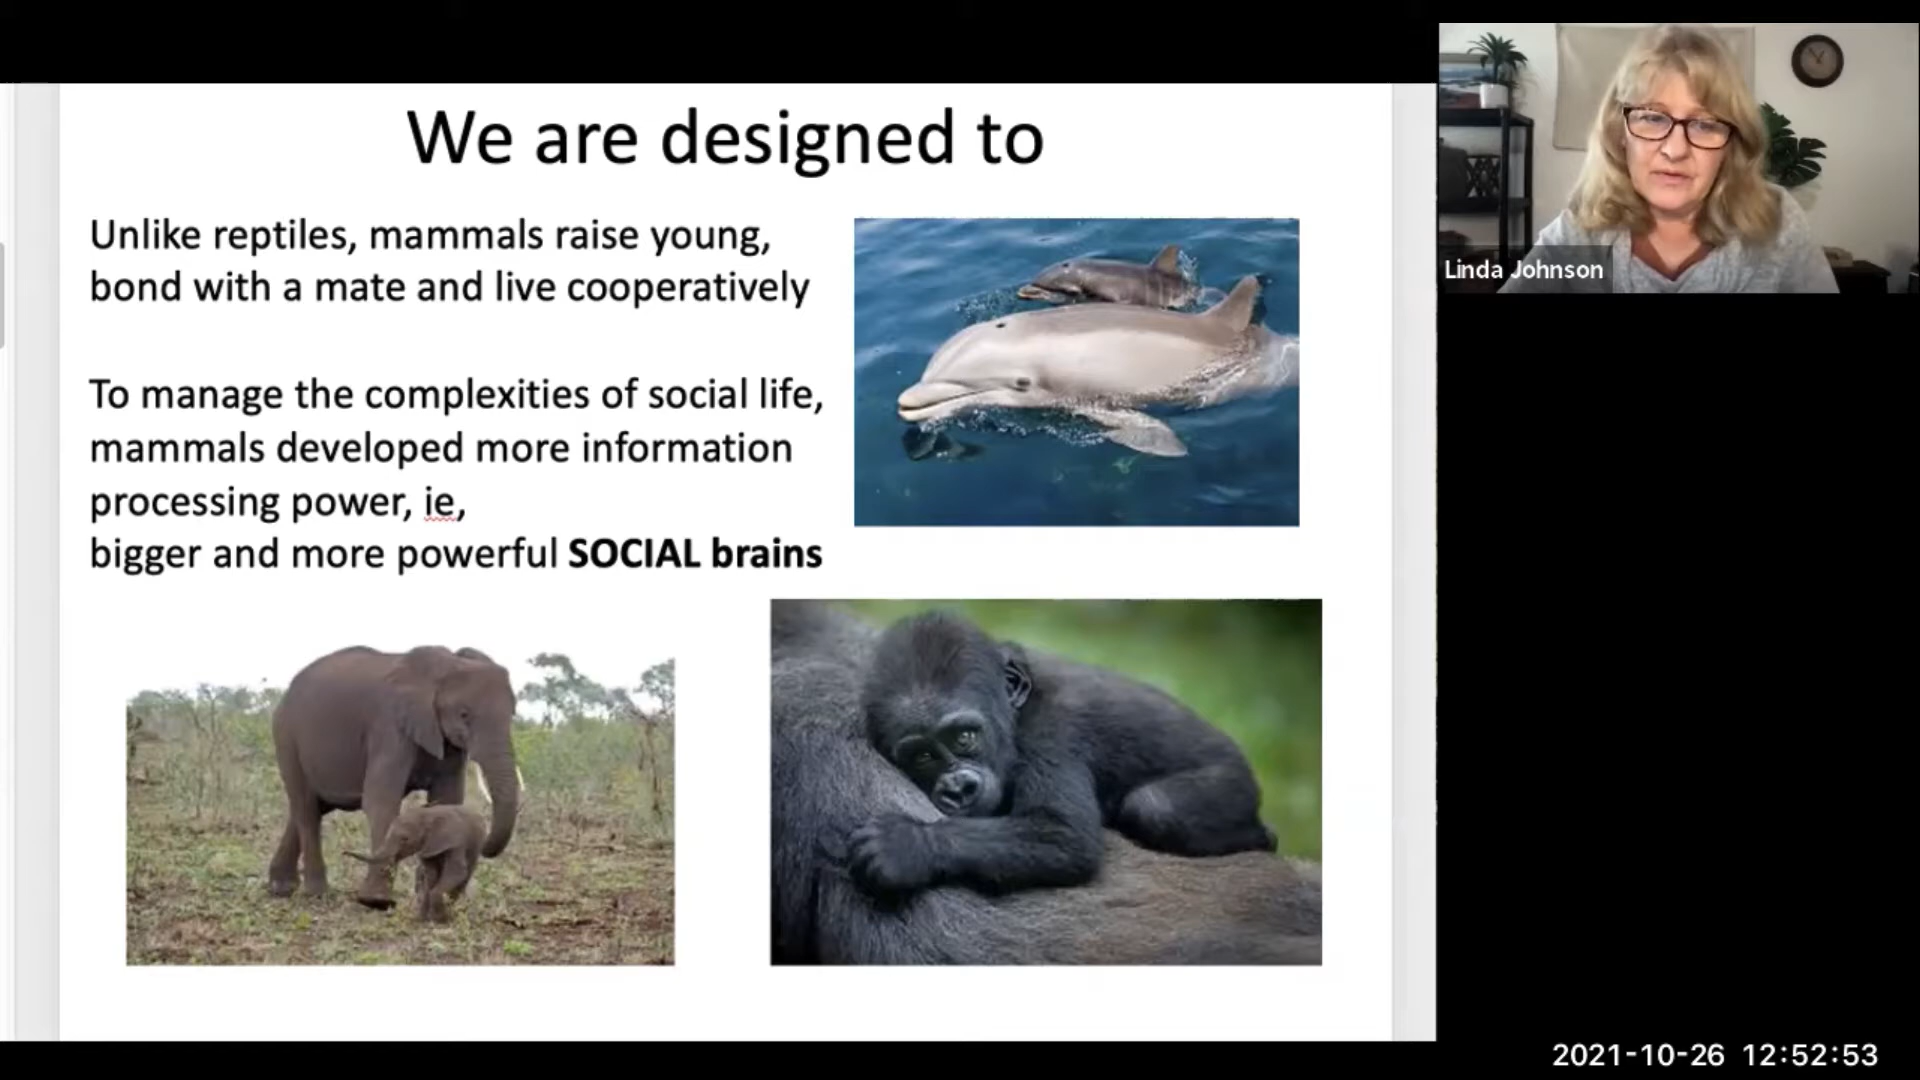 We are designed to
Unlike reptiles, mammals raise young,
bond with a mate and live cooperatively
To manage the complexities of social life,
mammals developed more information
processing power, ie,
bigger and more powerful SOCIAL brains
Linda Johnson
2021-10-26 12:52:53